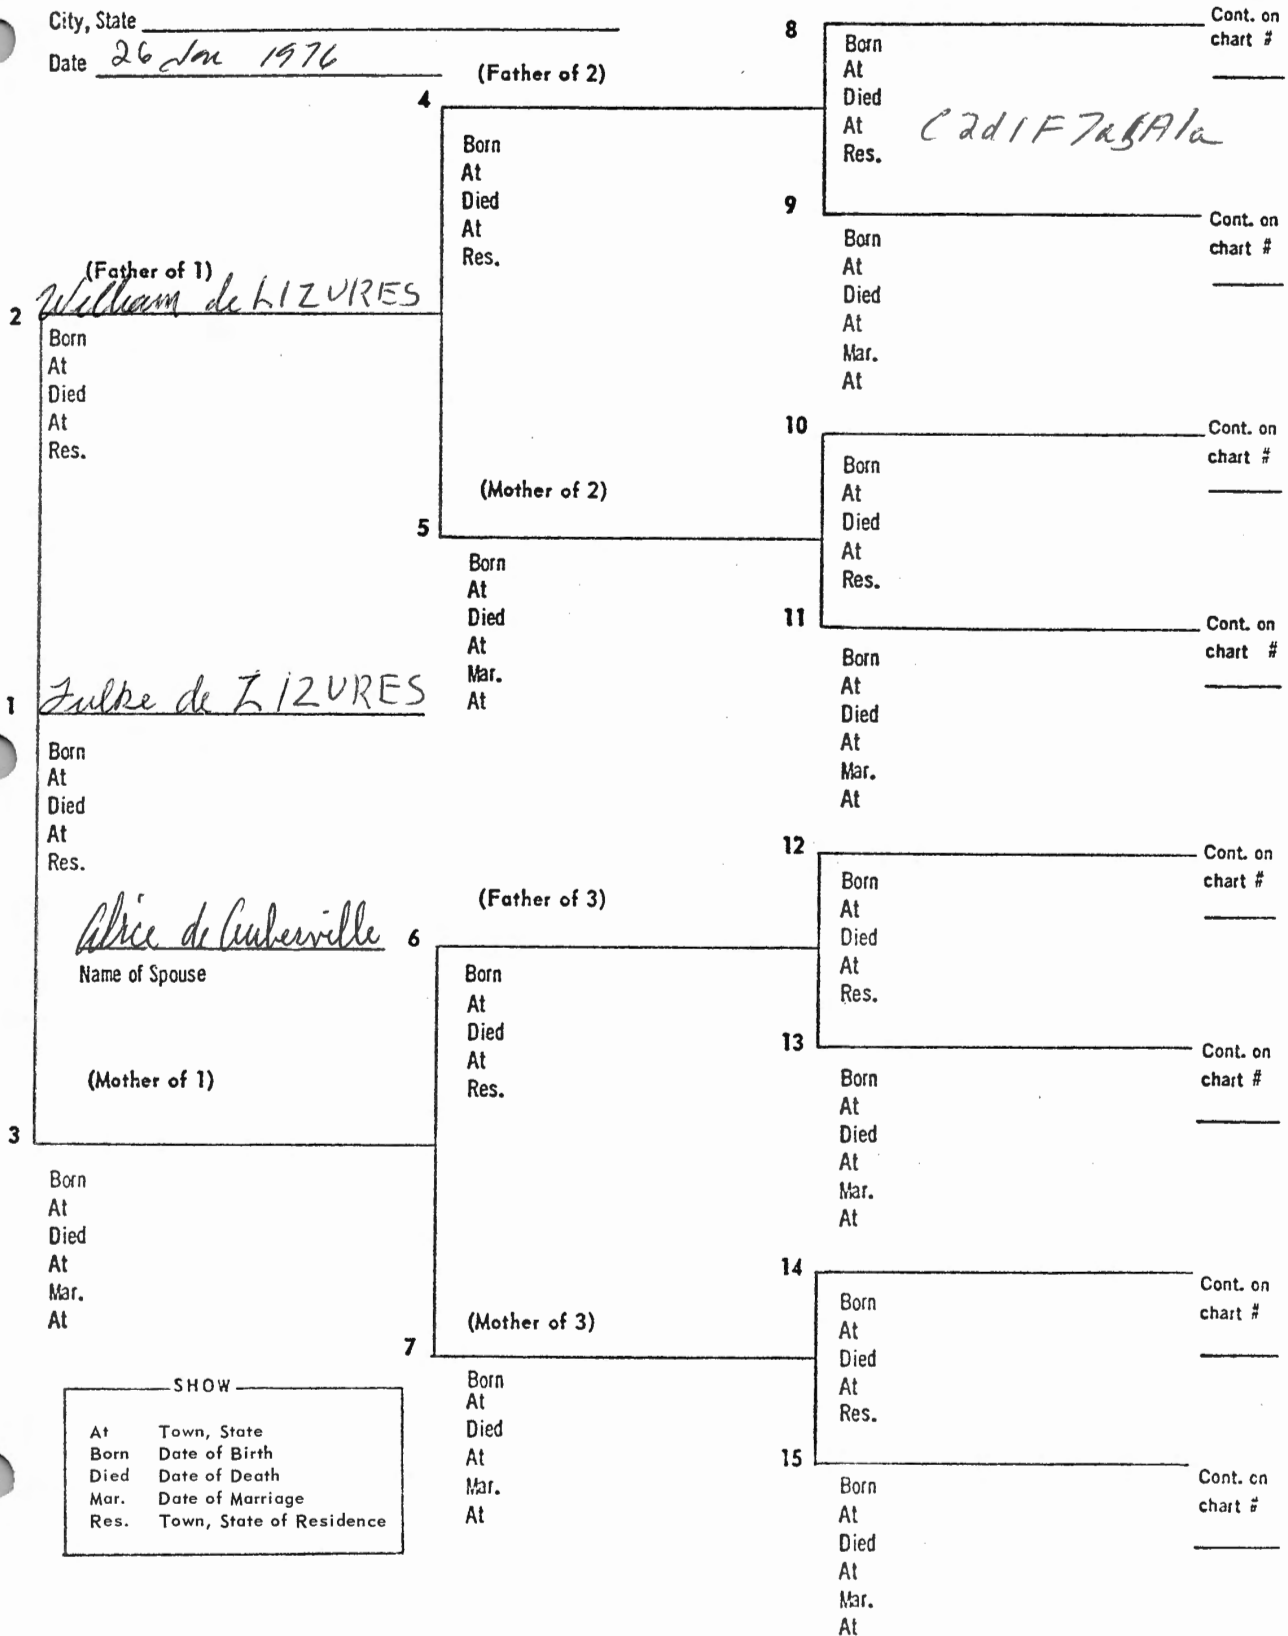 City, State
Date 26 Jan 1976
(Father of 2)
4
Born
At
Died
At
Res.
8
Cont. on
chart #
Born
At
Died
At
Res.
9
Cont. on
chart #
Born
At
Died
At
Mar.
At
(Father of 1)
2 William de LIZURES
Born
At
Died
At
Res.
(Mother of 2)
5
Born
At
Died
At
Mar.
At
10
Cont. on
chart #
Born
At
Died
At
Res.
11
Cont. on
chart #
Born
At
Died
At
Mar.
At
1 Fulke de LIZURES
Born
At
Died
At
Res.
Alice de Auberville
Name of Spouse
(Father of 3)
6
Born
At
Died
At
Res.
12
Cont. on
chart #
Born
At
Died
At
Res.
13
Cont. on
chart #
Born
At
Died
At
Mar.
At
(Mother of 1)
3
Born
At
Died
At
Mar.
At
(Mother of 3)
7
Born
At
Died
At
Mar.
At
14
Cont. on
chart #
Born
At
Died
At
Res.
15
Cont. on
chart #
Born
At
Died
At
Mar.
At
SHOW
At Town, State
Born Date of Birth
Died Date of Death
Mar. Date of Marriage
Res. Town, State of Residence